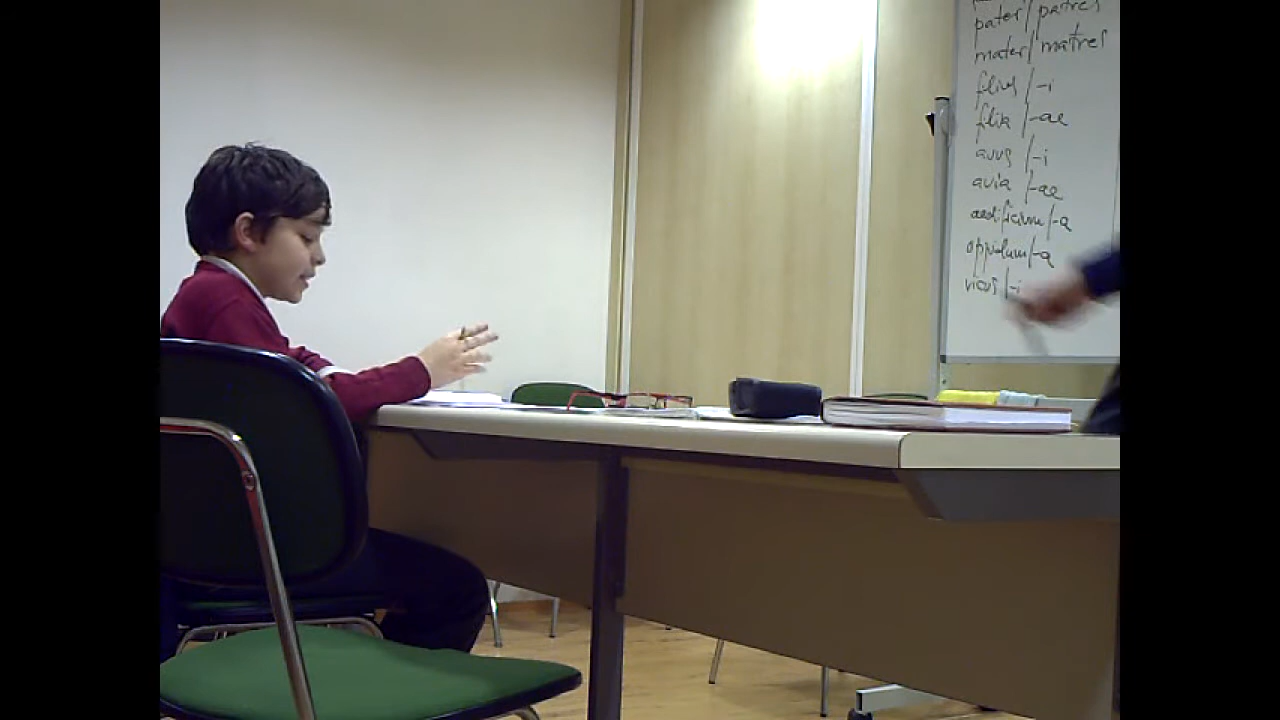 pater/patres
mater/matres
filius/-i
filia/-ae
avus/-i
avia/-ae
aedificium/-a
oppidum/-a
vicus/-i